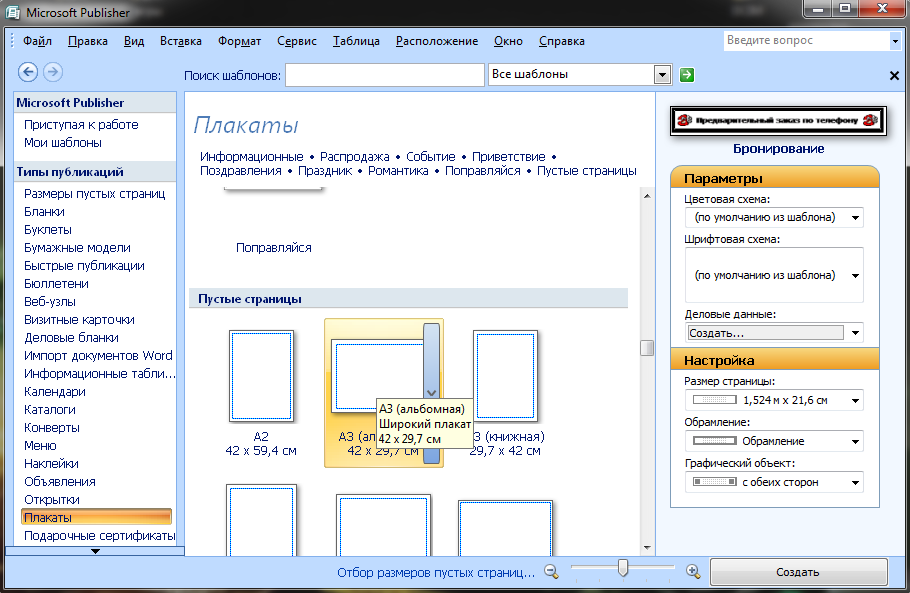 Microsoft Publisher
Файл Правка Вид Вставка Формат Сервис Таблица Расположение Окно Справка
Введите вопрос
Поиск шаблонов:
Все шаблоны
Microsoft Publisher
Приступая к работе
Мои шаблоны
Типы публикаций
Размеры пустых страниц
Бланки
Буклеты
Бумажные модели
Быстрые публикации
Бюллетени
Веб-узлы
Визитные карточки
Деловые бланки
Импорт документов Word
Информационные табли...
Календари
Каталоги
Конверты
Меню
Наклейки
Объявления
Открытки
Плакаты
Подарочные сертификаты
Плакаты
Информационные • Распродажа • Событие • Приветствие •
Поздравления • Праздник • Романтика • Поправляйся • Пустые страницы
Поправляйся
Пустые страницы
A2
42 x 59,4 см
A3 (ал
42 x 29,7 см
A3 (альбомная)
Широкий плакат
42 x 29,7 см
3 (книжная)
29,7 x 42 см
Отбор размеров пустых страниц...
Предварительный заказ по телефону
Бронирование
Параметры
Цветовая схема:
(по умолчанию из шаблона)
Шрифтовая схема:
(по умолчанию из шаблона)
Деловые данные:
Создать...
Настройка
Размер страницы:
1,524 м x 21,6 см
Обрамление:
Обрамление
Графический объект:
с обеих сторон
Создать